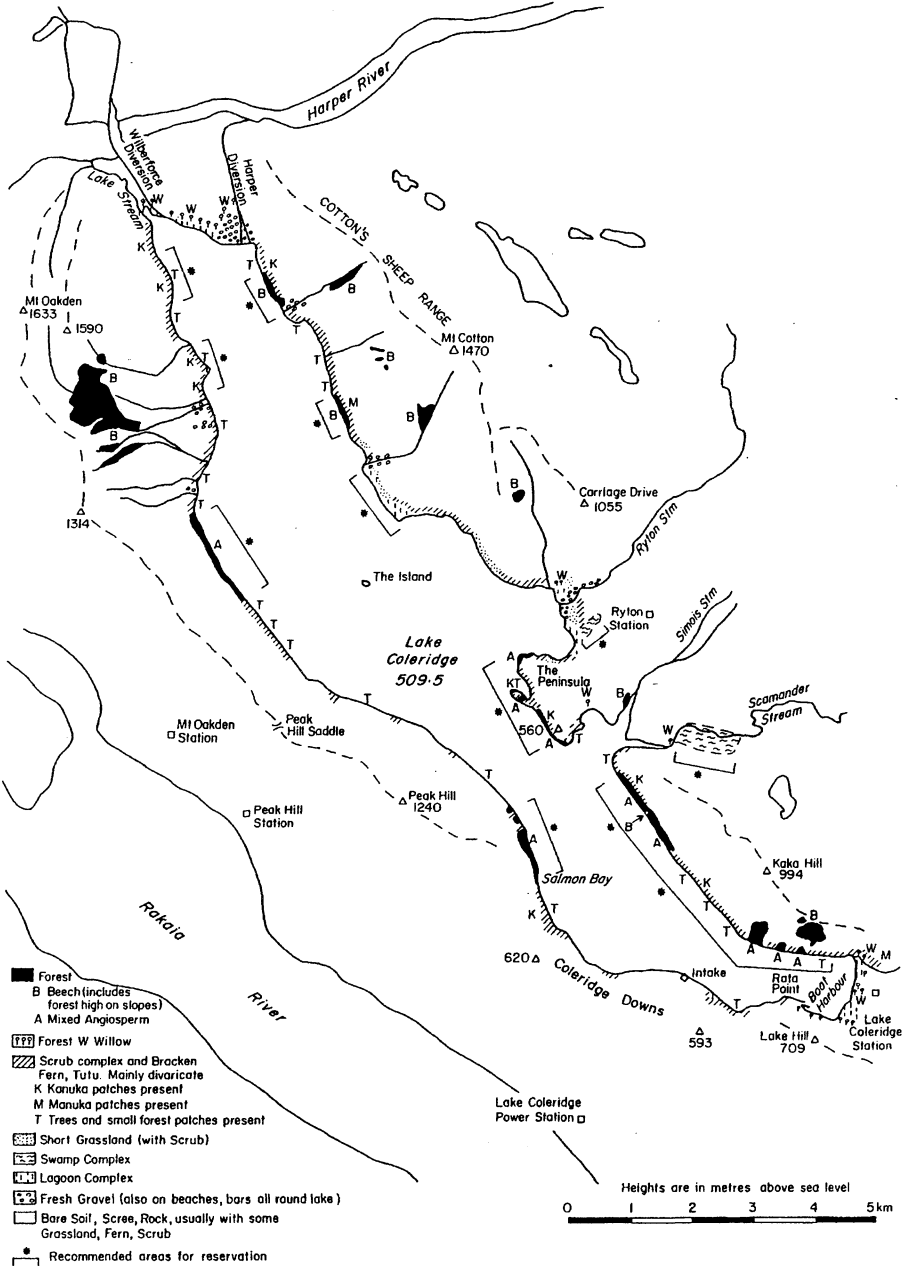 Harper River
Wilberforce
Diversion
Harper
Diversion
Lake
Stream
W
W
W
COTTON'S
SHEEP RANGE
K
T
K
T
K
B
B
T
Mt Oakden
1633
1590
T
Mt Cotton
1470
B
T
K
B
K
T
T
M
B
B
B
T
T
Carriage Drive
1055
B
1314
A
Ryton Stm
The Island
W
Ryton
Station
Simois Stm
T
T
T
Lake
Coleridge
509·5
A
The
Peninsula
KT
A
K
W
B
Scamander
Stream
560
A
T
W
T
Mt Oakden
Station
Peak
Hill Saddle
T
T
K
Peak Hill
1240
Peak Hill
Station
A
B
A
A
Kaka Hill
994
Salmon Bay
T
K
T
K
T
T
B
Rakaia
River
620
Coleridge Downs
Intake
A
A
A
T
W
M
Rata
Point
Boat
Harbour
W
Lake
Coleridge
Station
T
593
Lake Hill
709
Lake Coleridge
Power Station
Forest
B Beech (includes
forest high on slopes)
A Mixed Angiosperm
Forest W Willow
Scrub complex and Bracken
Fern, Tutu. Mainly divaricate
K Kanuka patches present
M Manuka patches present
T Trees and small forest patches present
Short Grassland (with Scrub)
Swamp Complex
Lagoon Complex
Fresh Gravel (also on beaches, bars all round lake)
Bare Soil, Scree, Rock, usually with some
Grassland, Fern, Scrub
* Recommended areas for reservation
Heights are in metres above sea level
0 1 2 3 4 5 km